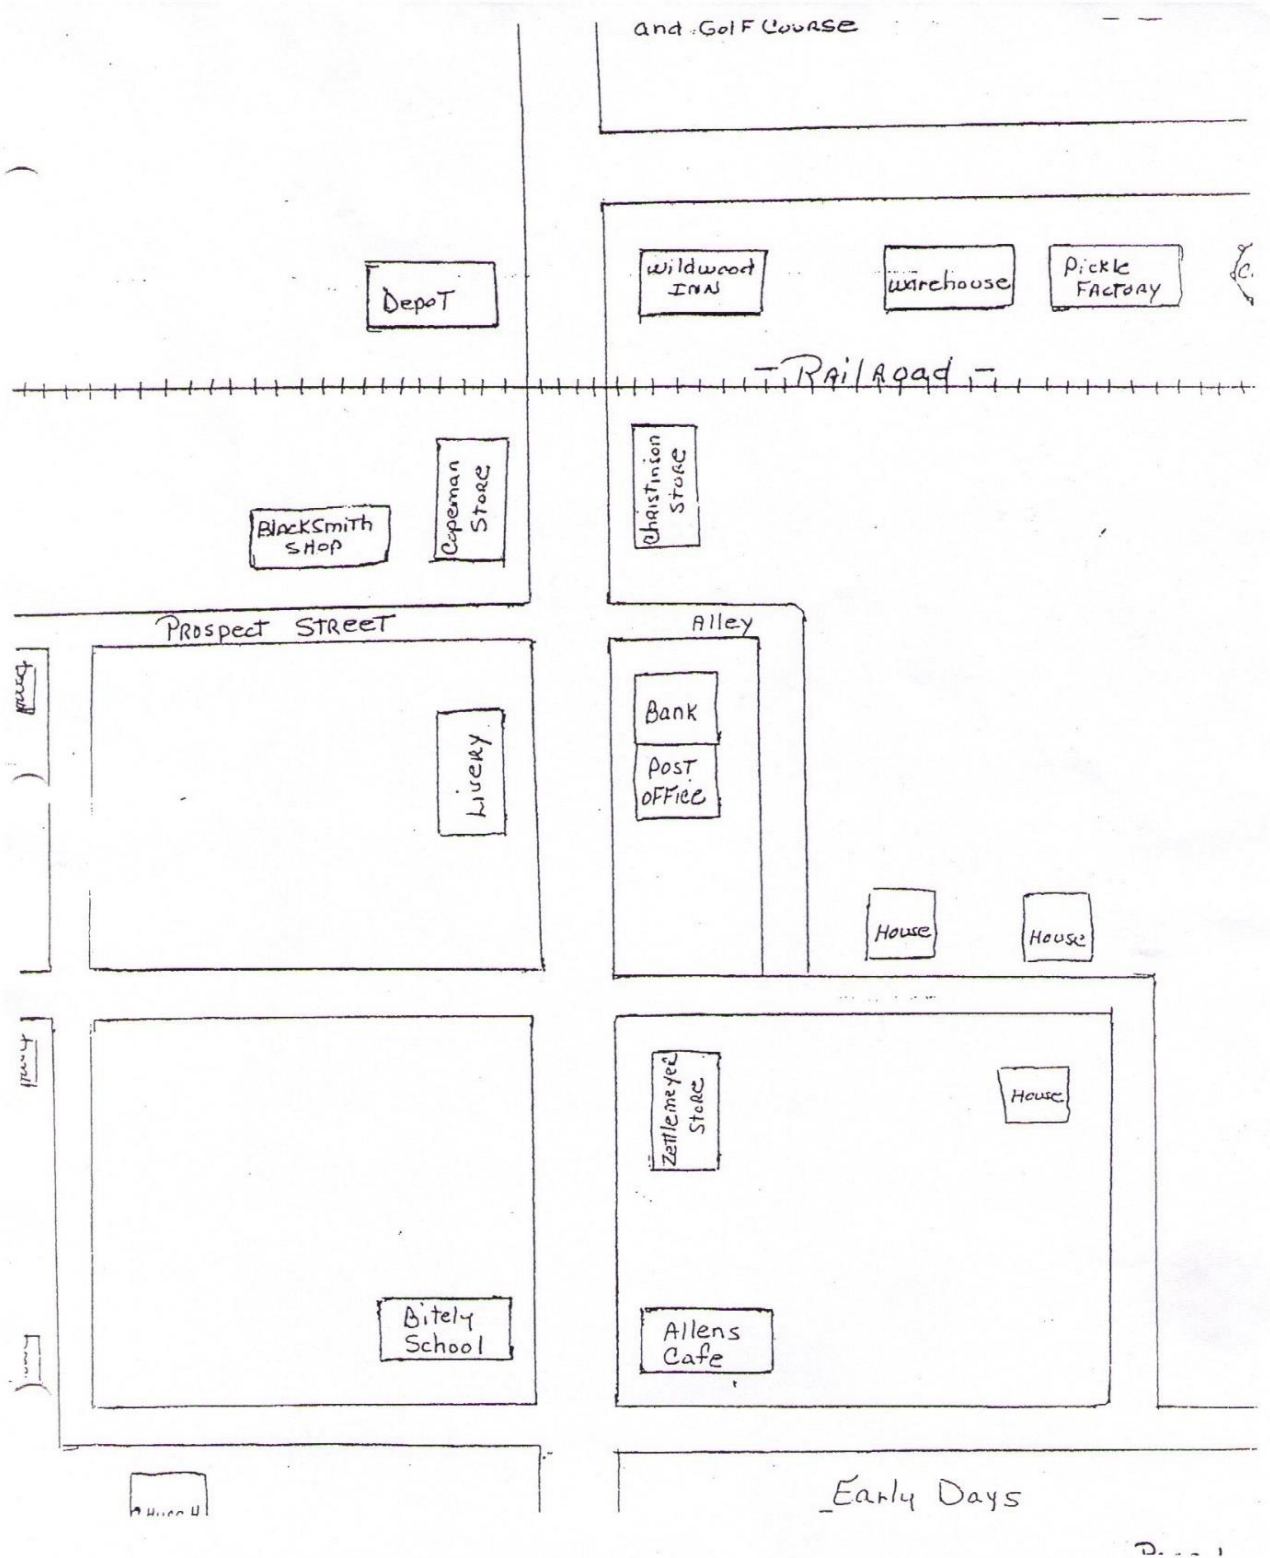 and Golf Course
Wildwood
INN
Warehouse
Pickle
FACTORY
Depot
- RailRoad -
Copeman
Store
Christinson
Store
BlackSmith
SHOP
Prospect Street
Alley
Bank
Post
Office
Livery
House
House
Zettlemeyer
Store
House
Bitely
School
Allens
Cafe
Early Days